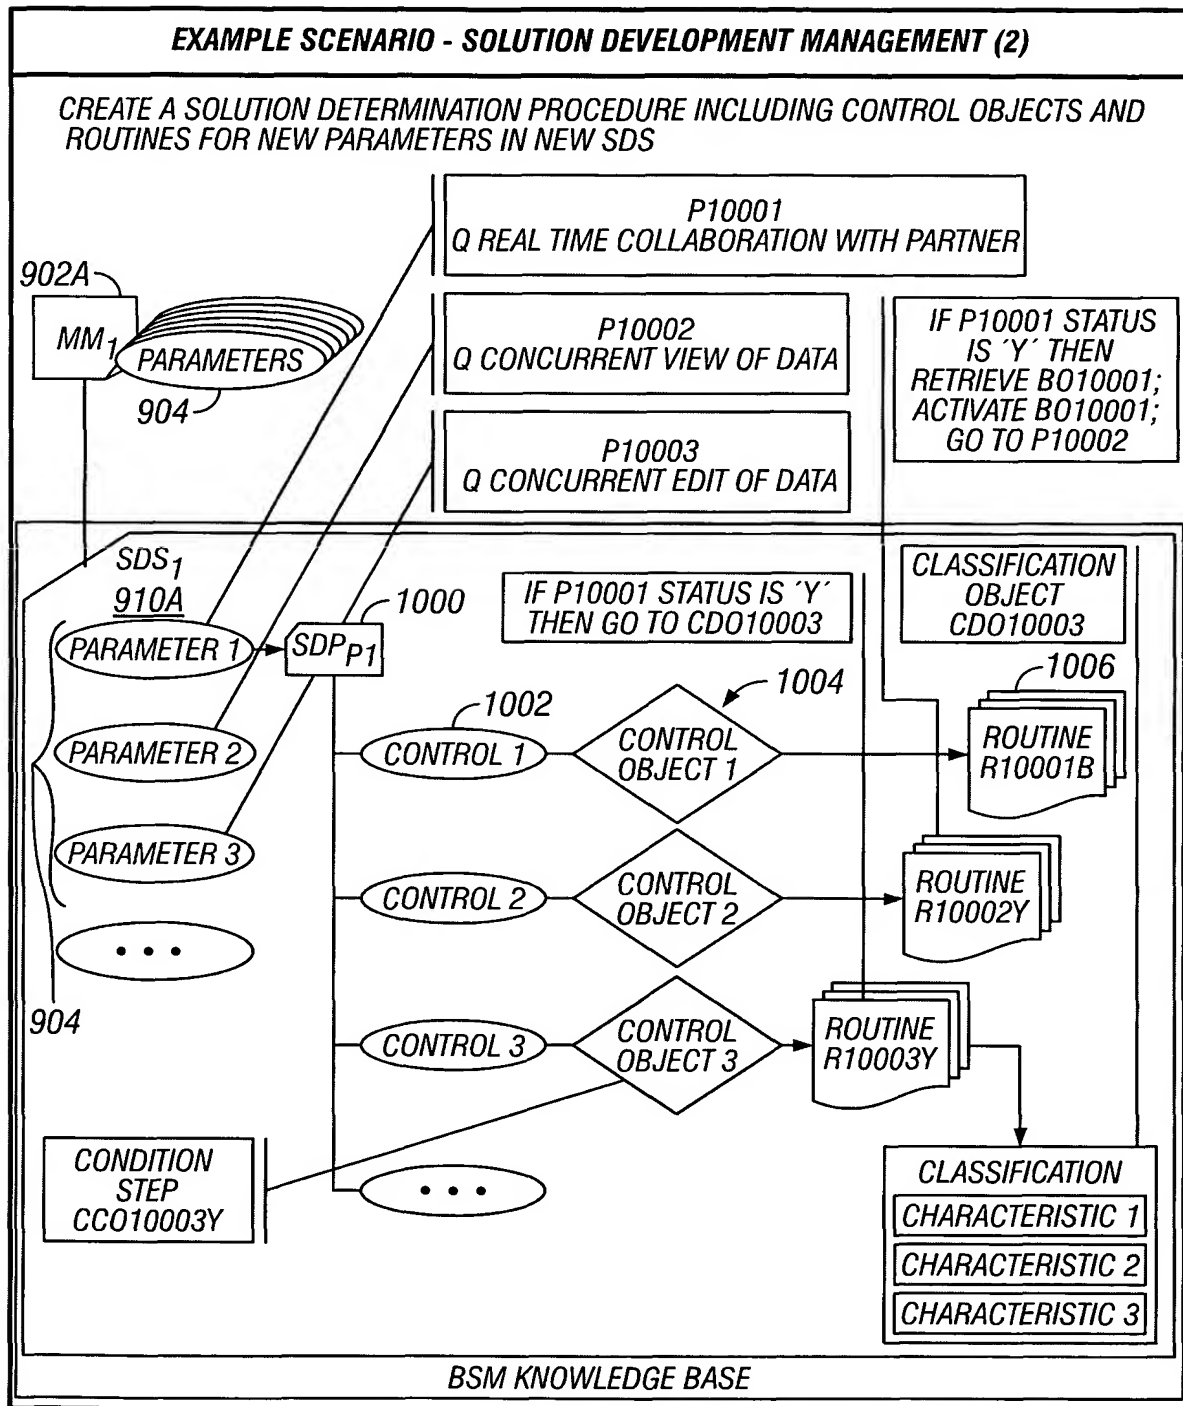 EXAMPLE SCENARIO - SOLUTION DEVELOPMENT MANAGEMENT (2)
CREATE A SOLUTION DETERMINATION PROCEDURE INCLUDING CONTROL OBJECTS AND
ROUTINES FOR NEW PARAMETERS IN NEW SDS
P10001
Q REAL TIME COLLABORATION WITH PARTNER
902A
MM1
PARAMETERS
904
P10002
Q CONCURRENT VIEW OF DATA
IF P10001 STATUS
IS ´Y´ THEN
RETRIEVE BO10001;
ACTIVATE BO10001;
GO TO P10002
P10003
Q CONCURRENT EDIT OF DATA
SDS1
910A
1000
IF P10001 STATUS IS ´Y´
THEN GO TO CDO10003
CLASSIFICATION
OBJECT
CDO10003
PARAMETER 1
SDPP1
1002
1004
1006
PARAMETER 2
CONTROL 1
CONTROL
OBJECT 1
ROUTINE
R10001B
PARAMETER 3
CONTROL 2
CONTROL
OBJECT 2
ROUTINE
R10002Y
• • •
904
CONTROL 3
CONTROL
OBJECT 3
ROUTINE
R10003Y
CONDITION
STEP
CCO10003Y
• • •
CLASSIFICATION
CHARACTERISTIC 1
CHARACTERISTIC 2
CHARACTERISTIC 3
BSM KNOWLEDGE BASE